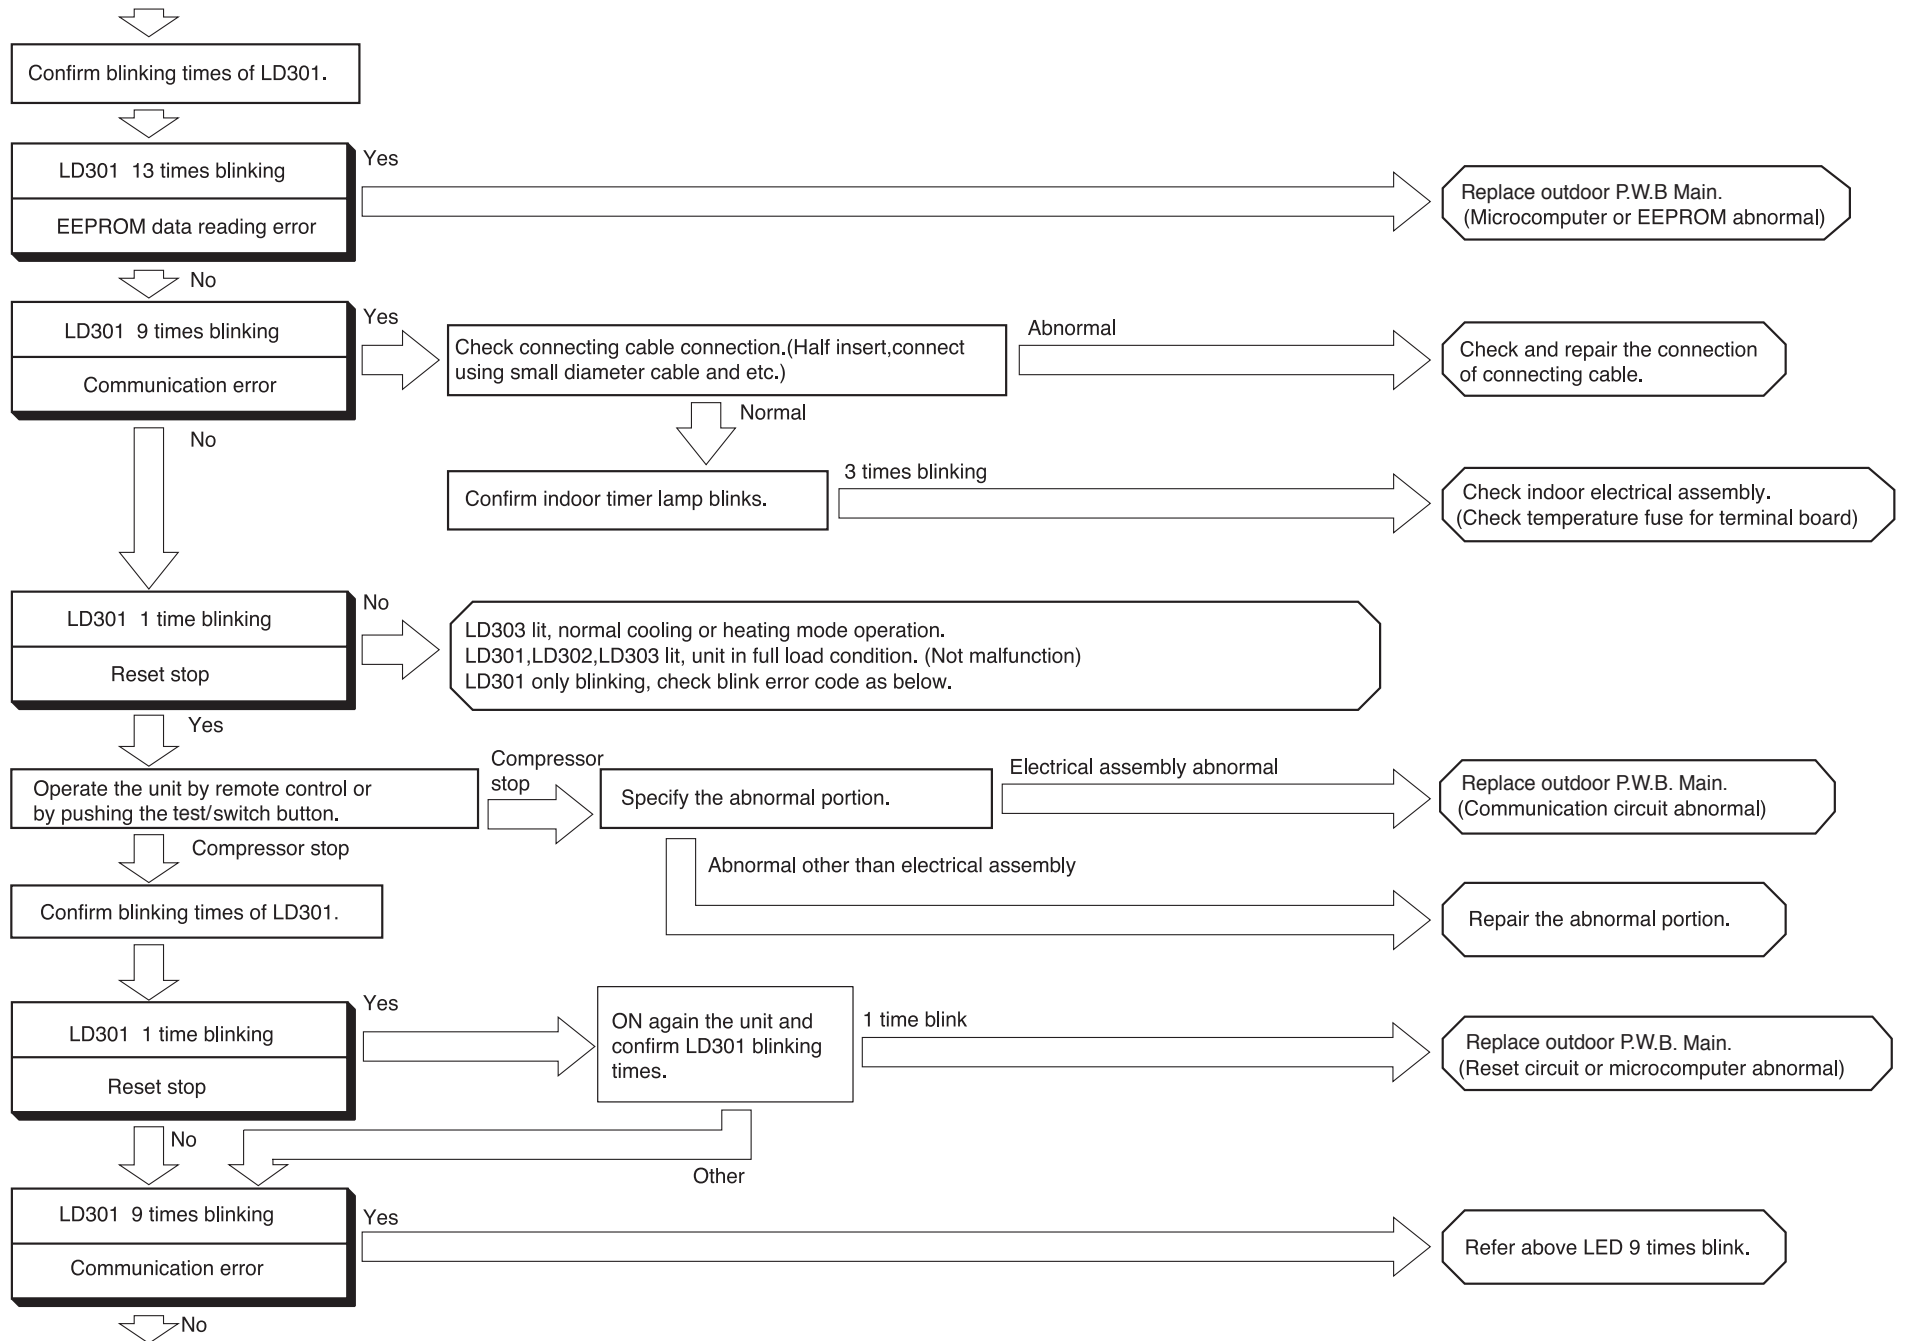 Confirm blinking times of LD301.
LD301 13 times blinking
EEPROM data reading error
Yes
Replace outdoor P.W.B Main.
(Microcomputer or EEPROM abnormal)
No
LD301 9 times blinking
Communication error
Yes
Check connecting cable connection.(Half insert,connect
using small diameter cable and etc.)
Abnormal
Check and repair the connection
of connecting cable.
Normal
No
Confirm indoor timer lamp blinks.
3 times blinking
Check indoor electrical assembly.
(Check temperature fuse for terminal board)
LD301 1 time blinking
Reset stop
No
LD303 lit, normal cooling or heating mode operation.
LD301,LD302,LD303 lit, unit in full load condition. (Not malfunction)
LD301 only blinking, check blink error code as below.
Yes
Operate the unit by remote control or
by pushing the test/switch button.
Compressor
stop
Specify the abnormal portion.
Electrical assembly abnormal
Replace outdoor P.W.B. Main.
(Communication circuit abnormal)
Compressor stop
Abnormal other than electrical assembly
Repair the abnormal portion.
Confirm blinking times of LD301.
LD301 1 time blinking
Reset stop
Yes
ON again the unit and
confirm LD301 blinking
times.
1 time blink
Replace outdoor P.W.B. Main.
(Reset circuit or microcomputer abnormal)
No
Other
LD301 9 times blinking
Communication error
Yes
Refer above LED 9 times blink.
No